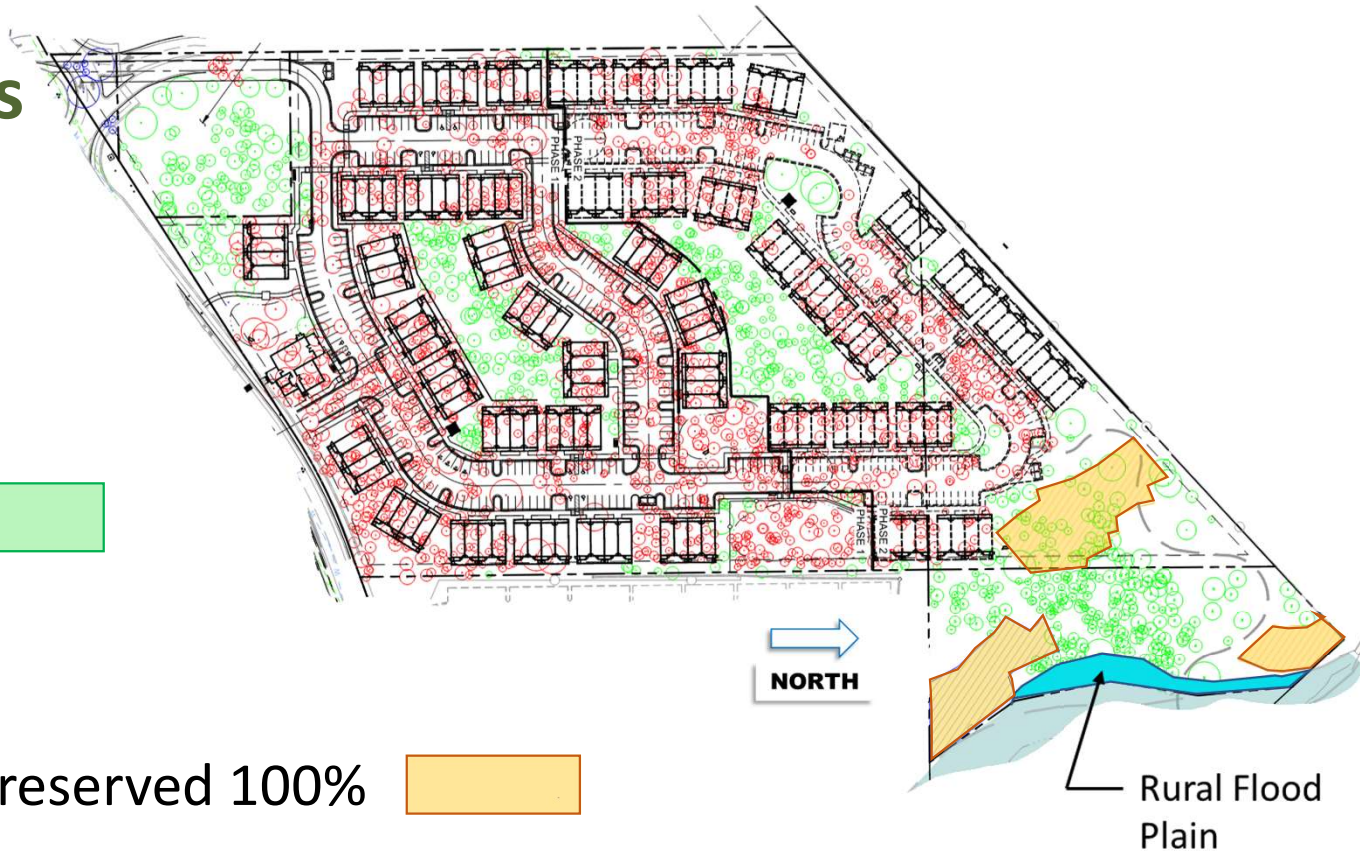 s
PHASE 1
PHASE 2
PHASE 1
PHASE 2
NORTH
reserved 100%
Rural Flood
Plain